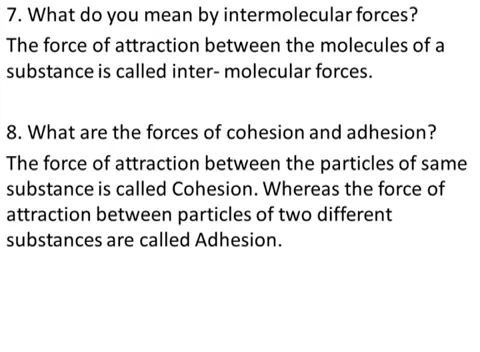 7. What do you mean by intermolecular forces?
The force of attraction between the molecules of a
substance is called inter- molecular forces.
8. What are the forces of cohesion and adhesion?
The force of attraction between the particles of same
substance is called Cohesion. Whereas the force of
attraction between particles of two different
substances are called Adhesion.